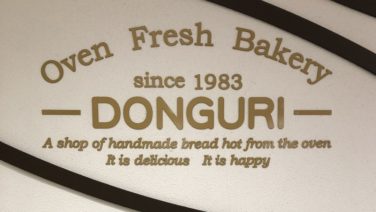 Oven Fresh Bakery
since 1983
— DONGURI —
A shop of handmade bread hot from the oven
It is delicious It is happy